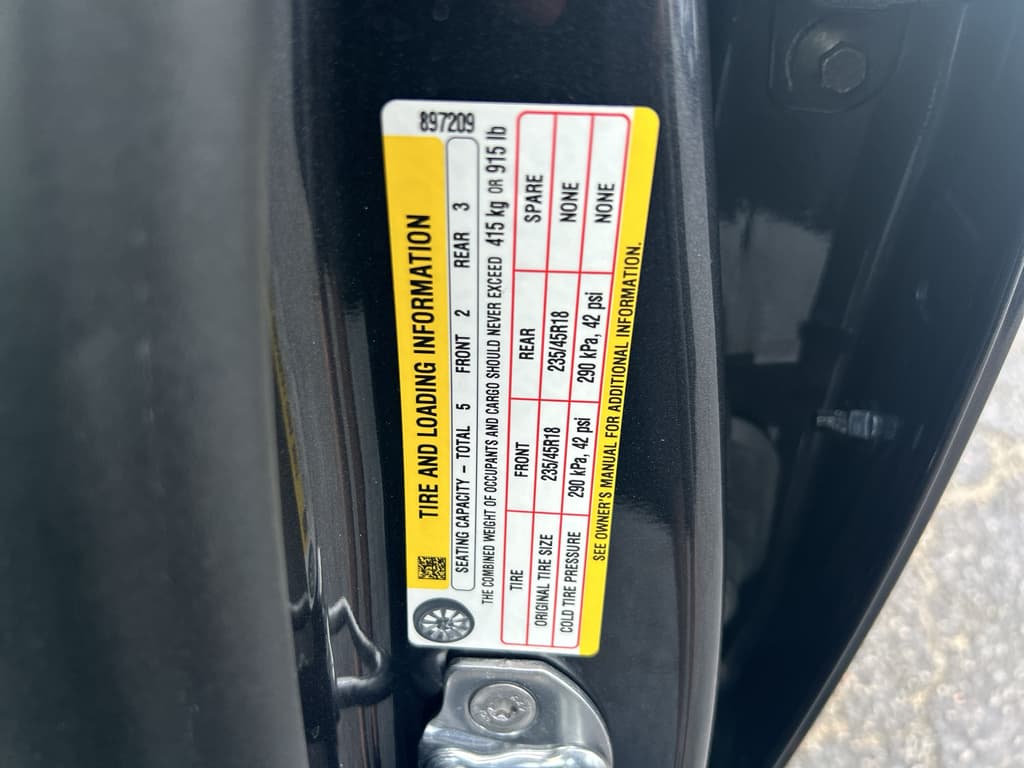 897209
TIRE AND LOADING INFORMATION
SEATING CAPACITY – TOTAL 5 FRONT 2 REAR 3
THE COMBINED WEIGHT OF OCCUPANTS AND CARGO SHOULD NEVER EXCEED 415 kg OR 915 lb
TIRE FRONT REAR SPARE
ORIGINAL TIRE SIZE 235/45R18 235/45R18 NONE
COLD TIRE PRESSURE 290 kPa, 42 psi 290 kPa, 42 psi NONE
SEE OWNER'S MANUAL FOR ADDITIONAL INFORMATION.